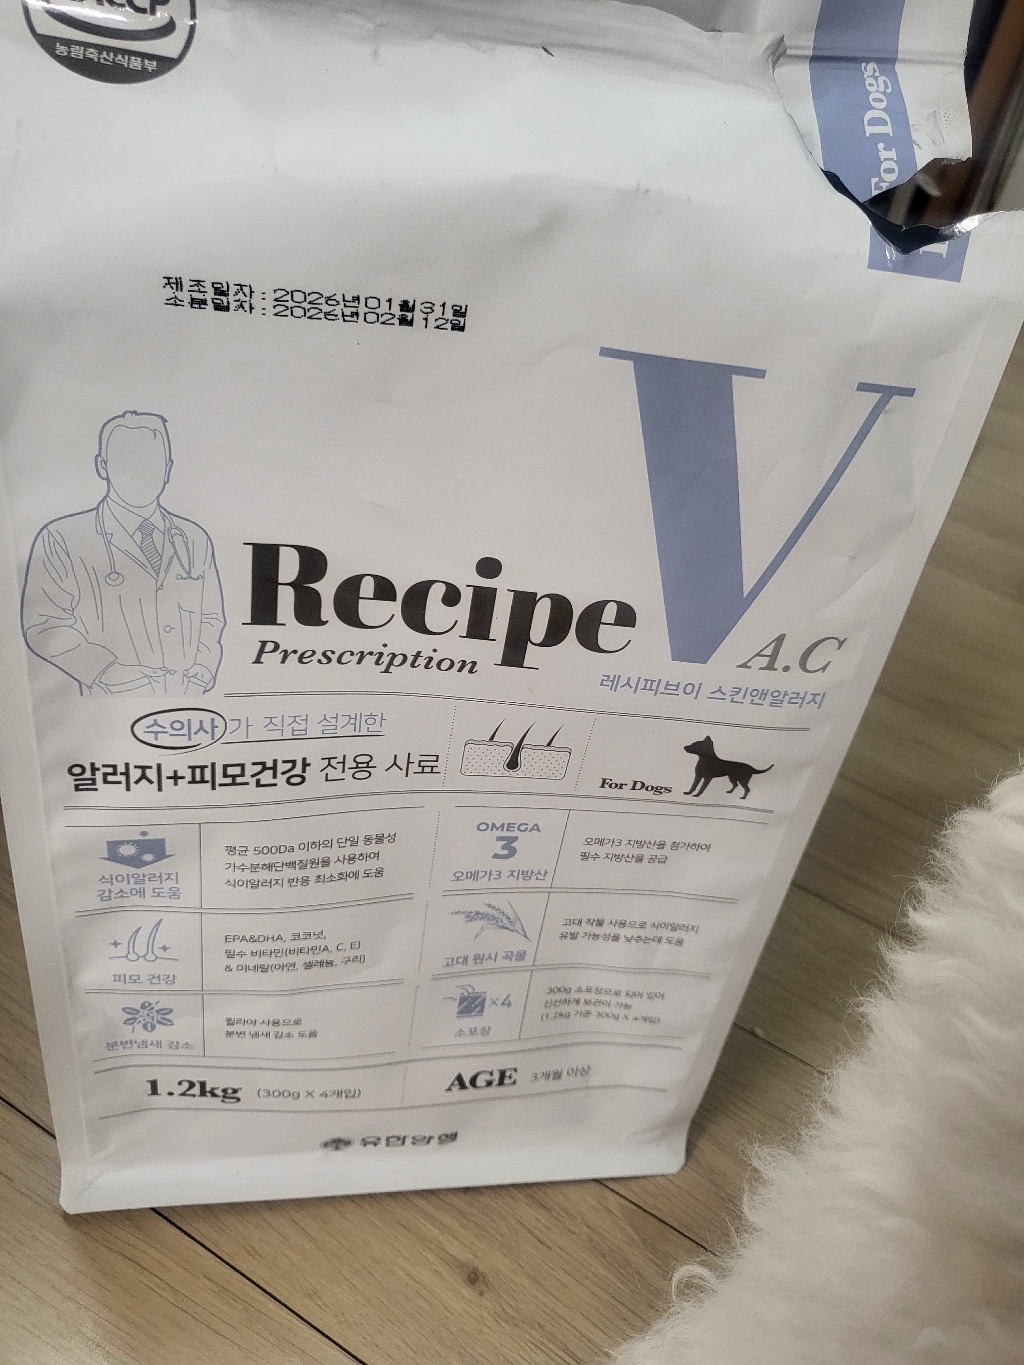 농림축산식품부
For Dogs
제조일자 : 2026년01월31일
소분일자 : 2026년02월12일
V
Recipe
A.C
Prescription
레시피브이 스킨앤알러지
수의사가 직접 설계한
알러지+피모건강 전용 사료
For Dogs
식이알러지
감소에 도움
평균 500Da 이하의 단일 동물성
가수분해단백질원을 사용하여
식이알러지 반응 최소화에 도움
OMEGA
3
오메가3 지방산
오메가3 지방산을 첨가하여
필수 지방산을 공급
피모 건강
EPA&DHA, 코코넛,
필수 비타민(비타민A, C, E)
& 미네랄(아연, 셀레늄, 구리)
고대 원시 곡물
고대 작물 사용으로 식이알러지
유발 가능성을 낮추는데 도움
분변냄새 감소
퀼라야 사용으로
분변 냄새 감소 도움
×4
소포장
300g 소포장으로 되어 있어
신선하게 보관이 가능
(1.2kg 기준 300g X 4개입)
1.2kg (300g X 4개입)
AGE 3개월 이상
유한양행